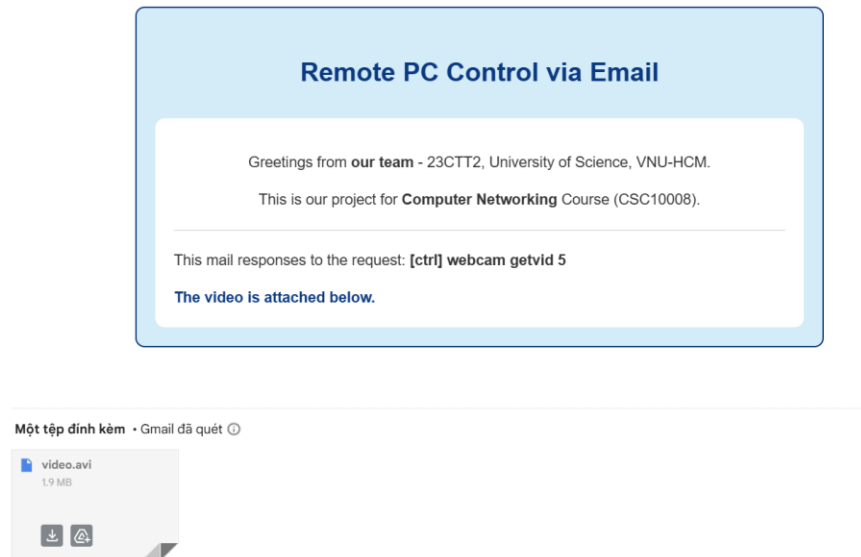 Remote PC Control via Email
Greetings from our team - 23CTT2, University of Science, VNU-HCM.
This is our project for Computer Networking Course (CSC10008).
This mail responses to the request: [ctrl] webcam getvid 5
The video is attached below.
Một tệp đính kèm • Gmail đã quét
video.avi
1.9 MB